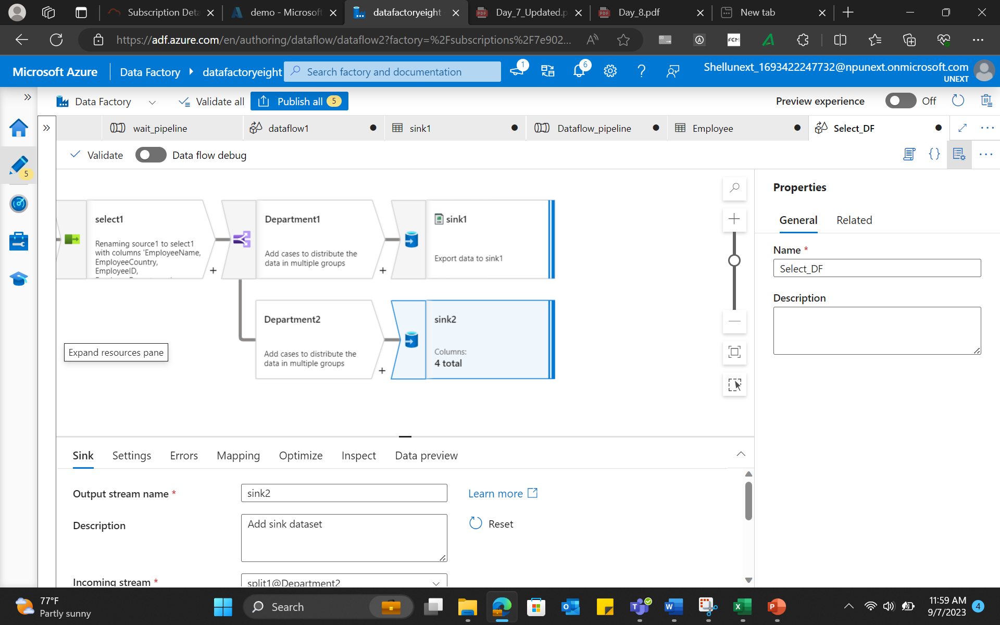 Subscription Deta
demo - Microsoft
datafactoryeight
Day_7_Updated.p
Day_8.pdf
New tab
https://adf.azure.com/en/authoring/dataflow/dataflow2?factory=%2Fsubscriptions%2F7e902...
Microsoft Azure
Data Factory
datafactoryeight
Search factory and documentation
1
6
Shellunext_1693422247732@npunext.onmicrosoft.com
UNEXT
Data Factory
Validate all
Publish all
5
Preview experience
Off
wait_pipeline
dataflow1
sink1
Dataflow_pipeline
Employee
Select_DF
Validate
Data flow debug
5
select1
Renaming source1 to select1
with columns 'EmployeeName,
EmployeeCountry,
EmployeeID,
Department1
Add cases to distribute the
data in multiple groups
sink1
Export data to sink1
Department2
Add cases to distribute the
data in multiple groups
sink2
Columns:
4 total
Expand resources pane
Properties
General
Related
Name *
Select_DF
Description
Sink
Settings
Errors
Mapping
Optimize
Inspect
Data preview
Output stream name *
sink2
Learn more
Description
Add sink dataset
Reset
Incoming stream *
split1@Department2
77°F
Partly sunny
Search
11:59 AM
9/7/2023
4